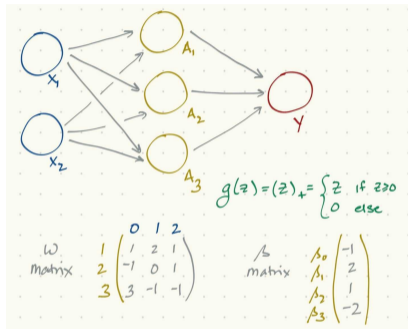 X₁
A₁
A₂
X₂
Y
A₃
g(z) = (z)₊ = { z if z≥0
0 else
0 1 2
W matrix
1 ( 1 2 1
2 -1 0 1
3 3 -1 -1 )
β matrix
β₀ ( -1
β₁ 2
β₂ 1
β₃ -2 )